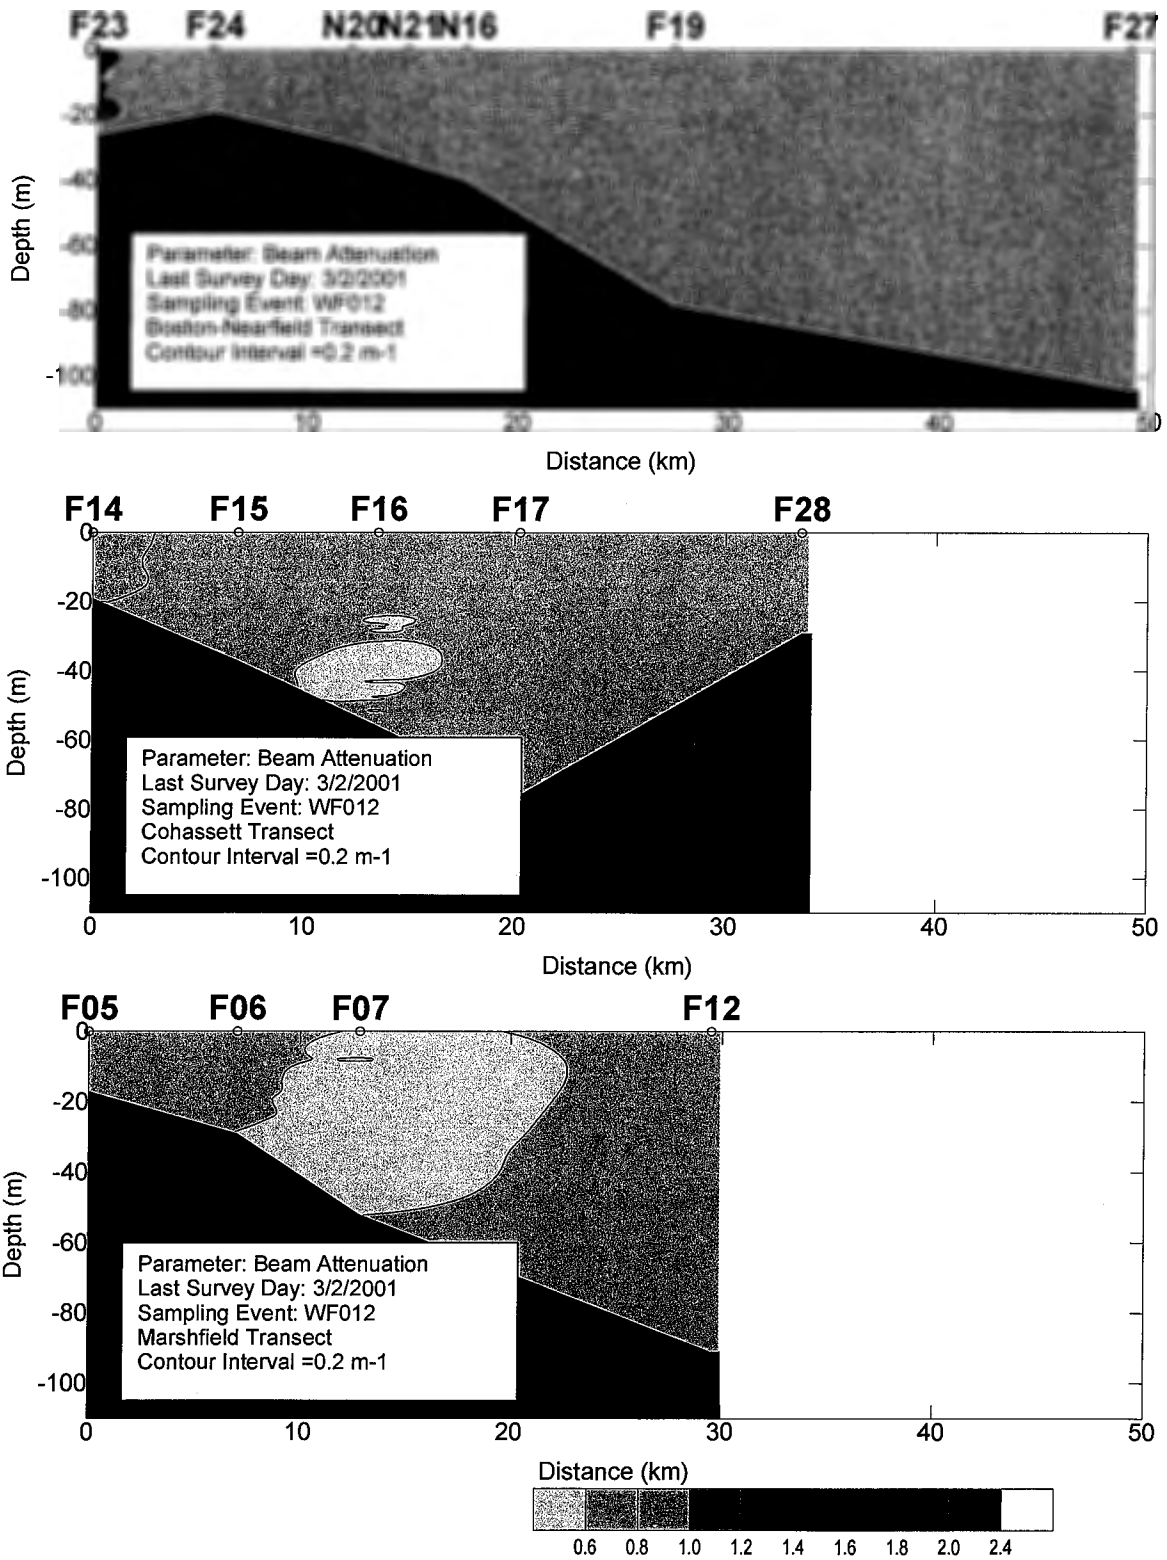 F23 F24 N20 N21 N16 F19 F27
0
-20
-40
-60
-80
-100
Depth (m)
Parameter: Beam Attenuation
Last Survey Day: 3/2/2001
Sampling Event: WF012
Boston-Nearfield Transect
Contour Interval =0.2 m-1
0 10 20 30 40 50
Distance (km)
F14 F15 F16 F17 F28
0
-20
-40
-60
-80
-100
Depth (m)
Parameter: Beam Attenuation
Last Survey Day: 3/2/2001
Sampling Event: WF012
Cohassett Transect
Contour Interval =0.2 m-1
0 10 20 30 40 50
Distance (km)
F05 F06 F07 F12
0
-20
-40
-60
-80
-100
Depth (m)
Parameter: Beam Attenuation
Last Survey Day: 3/2/2001
Sampling Event: WF012
Marshfield Transect
Contour Interval =0.2 m-1
0 10 20 30 40 50
Distance (km)
0.6 0.8 1.0 1.2 1.4 1.6 1.8 2.0 2.4